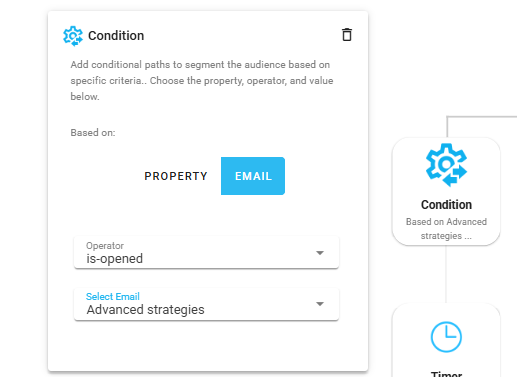 Condition
Add conditional paths to segment the audience based on
specific criteria.. Choose the property, operator, and value
below.
Based on:
PROPERTY
EMAIL
Operator
is-opened
Select Email
Advanced strategies
Condition
Based on Advanced
strategies ...
Timer